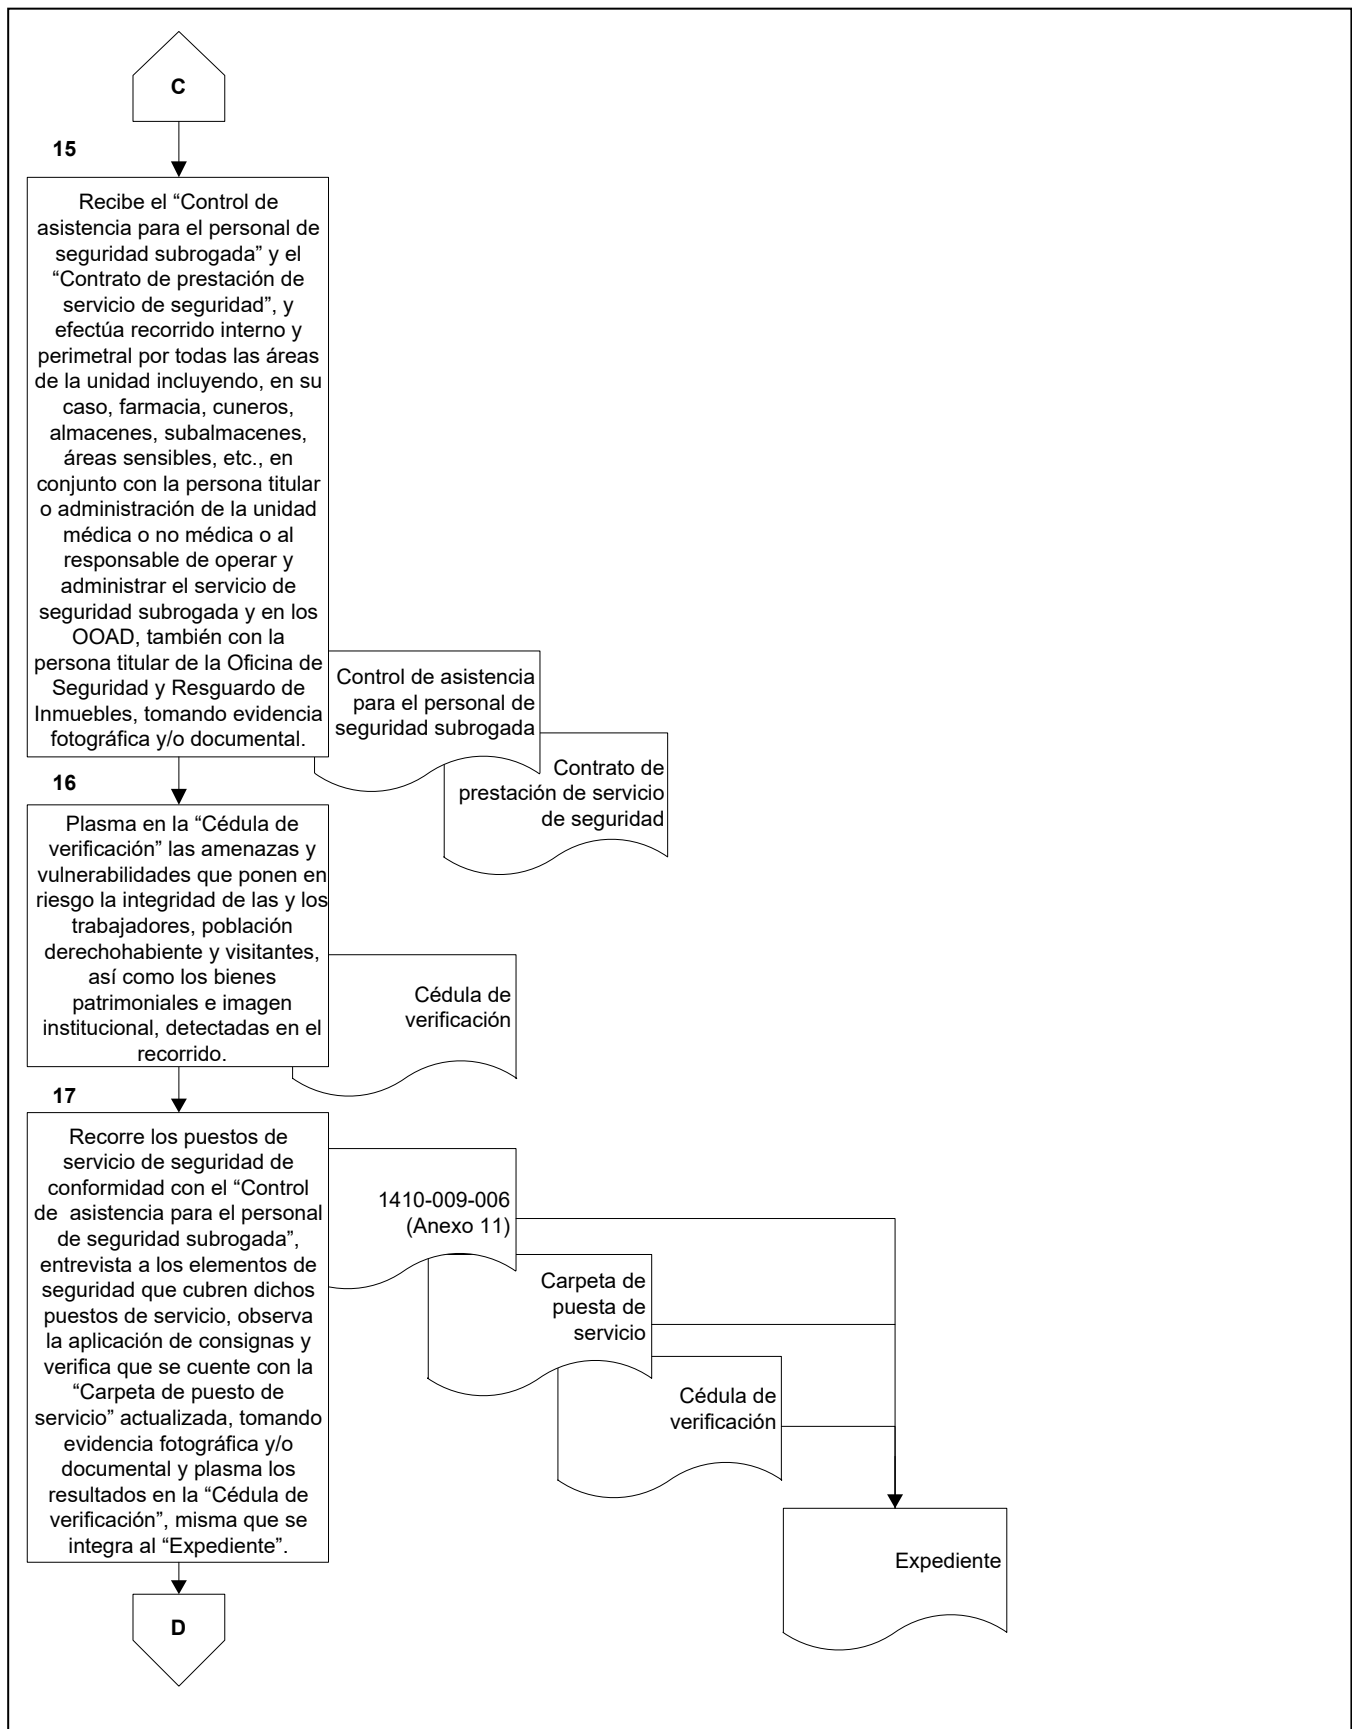 C
15
Recibe el “Control de
asistencia para el personal de
seguridad subrogada” y el
“Contrato de prestación de
servicio de seguridad”, y
efectúa recorrido interno y
perimetral por todas las áreas
de la unidad incluyendo, en su
caso, farmacia, cuneros,
almacenes, subalmacenes,
áreas sensibles, etc., en
conjunto con la persona titular
o administración de la unidad
médica o no médica o al
responsable de operar y
administrar el servicio de
seguridad subrogada y en los
OOAD, también con la
persona titular de la Oficina de
Seguridad y Resguardo de
Inmuebles, tomando evidencia
fotográfica y/o documental.
Control de asistencia
para el personal de
seguridad subrogada
Contrato de
prestación de servicio
de seguridad
16
Plasma en la “Cédula de
verificación” las amenazas y
vulnerabilidades que ponen en
riesgo la integridad de las y los
trabajadores, población
derechohabiente y visitantes,
así como los bienes
patrimoniales e imagen
institucional, detectadas en el
recorrido.
Cédula de
verificación
17
Recorre los puestos de
servicio de seguridad de
conformidad con el “Control
de asistencia para el personal
de seguridad subrogada”,
entrevista a los elementos de
seguridad que cubren dichos
puestos de servicio, observa
la aplicación de consignas y
verifica que se cuente con la
“Carpeta de puesto de
servicio” actualizada, tomando
evidencia fotográfica y/o
documental y plasma los
resultados en la “Cédula de
verificación”, misma que se
integra al “Expediente”.
1410-009-006
(Anexo 11)
Carpeta de
puesta de
servicio
Cédula de
verificación
Expediente
D